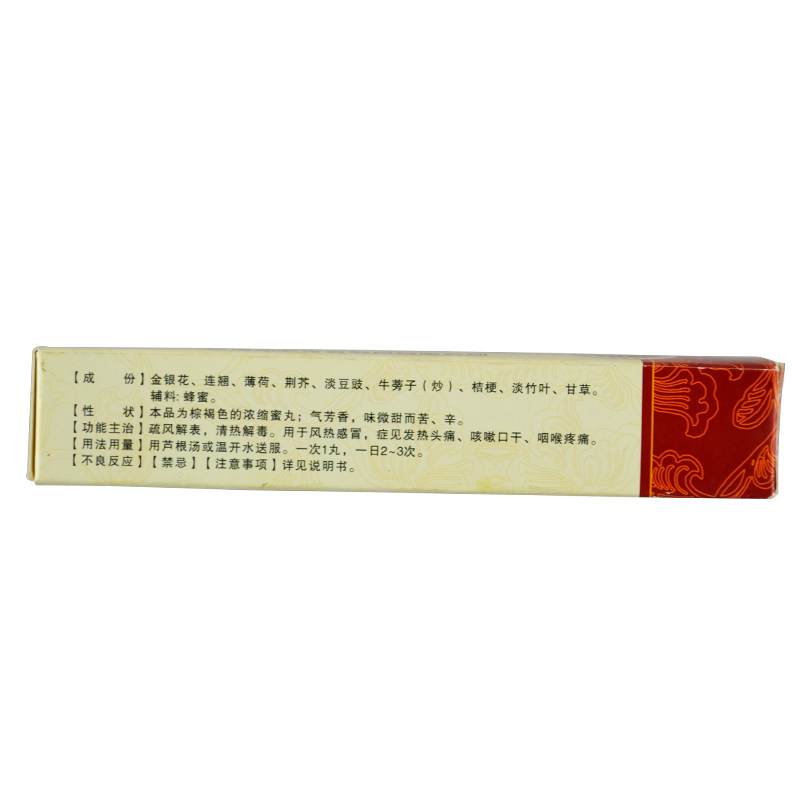 【成 份】金银花、连翘、薄荷、荆芥、淡豆豉、牛蒡子(炒)、桔梗、淡竹叶、甘草。
辅料:蜂蜜。
【性 状】本品为棕褐色的浓缩蜜丸;气芳香,味微甜而苦、辛。
【功能主治】疏风解表,清热解毒。用于风热感冒,症见发热头痛、咳嗽口干、咽喉疼痛。
【用法用量】用芦根汤或温开水送服。一次1丸,一日2~3次。
【不良反应】【禁忌】【注意事项】详见说明书。